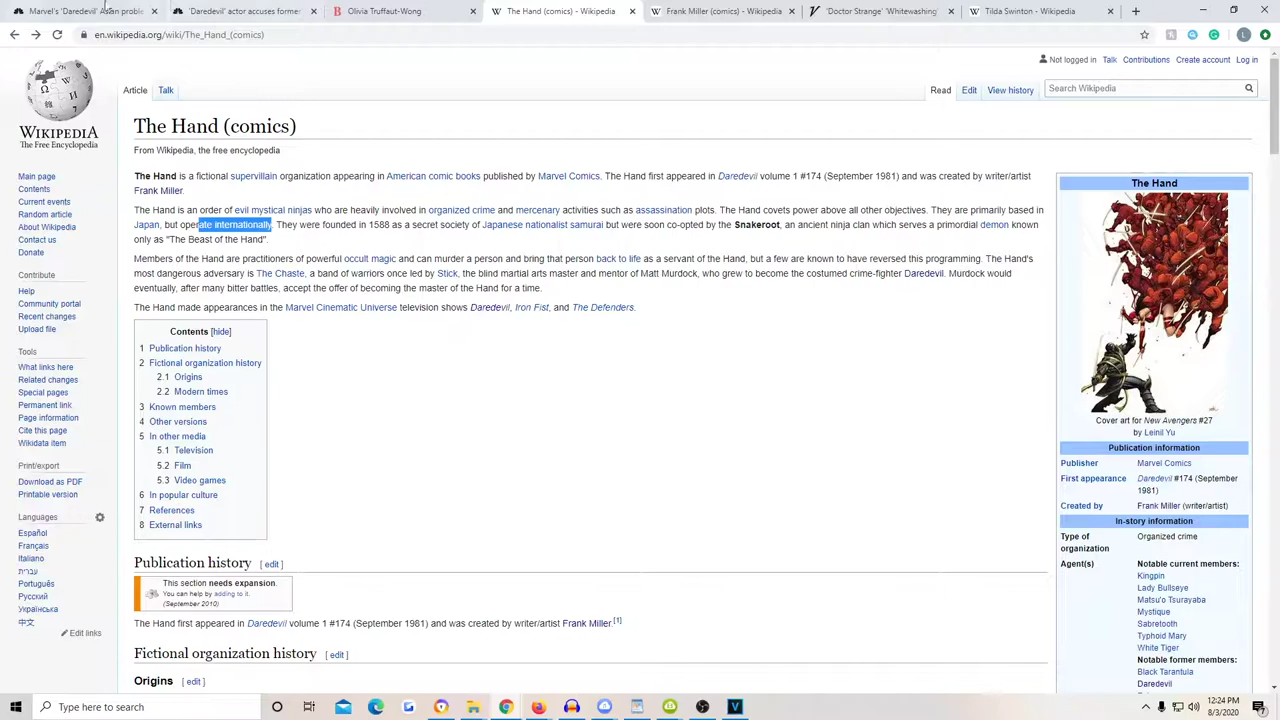 Marvel's 'Daredevil' Asian proble
'Daredevil' actor accuses former
Olivia Truffaut-Wong
The Hand (comics) - Wikipedia
Frank Miller (comics) - Wikipedia
'Doctor Strange' 'Whitewashing'
Tilda Swinton - Wikipedia
en.wikipedia.org/wiki/The_Hand_(comics)
Not logged in Talk Contributions Create account Log in
Article Talk
Read Edit View history
Search Wikipedia
WIKIPEDIA
The Free Encyclopedia
Main page
Contents
Current events
Random article
About Wikipedia
Contact us
Donate
Contribute
Help
Community portal
Recent changes
Upload file
Tools
What links here
Related changes
Special pages
Permanent link
Page information
Cite this page
Wikidata item
Print/export
Download as PDF
Printable version
Languages
Español
Français
Italiano
עברית
Português
Русский
Українська
中文
Edit links
The Hand (comics)
From Wikipedia, the free encyclopedia
The Hand is a fictional supervillain organization appearing in American comic books published by Marvel Comics. The Hand first appeared in Daredevil volume 1 #174 (September 1981) and was created by writer/artist
Frank Miller.
The Hand is an order of evil mystical ninjas who are heavily involved in organized crime and mercenary activities such as assassination plots. The Hand covets power above all other objectives. They are primarily based in
Japan, but operate internationally. They were founded in 1588 as a secret society of Japanese nationalist samurai but were soon co-opted by the Snakeroot, an ancient ninja clan which serves a primordial demon known
only as "The Beast of the Hand".
Members of the Hand are practitioners of powerful occult magic and can murder a person and bring that person back to life as a servant of the Hand, but a few are known to have reversed this programming. The Hand's
most dangerous adversary is The Chaste, a band of warriors once led by Stick, the blind martial arts master and mentor of Matt Murdock, who grew to become the costumed crime-fighter Daredevil. Murdock would
eventually, after many bitter battles, accept the offer of becoming the master of the Hand for a time.
The Hand made appearances in the Marvel Cinematic Universe television shows Daredevil, Iron Fist, and The Defenders.
Contents [hide]
1 Publication history
2 Fictional organization history
2.1 Origins
2.2 Modern times
3 Known members
4 Other versions
5 In other media
5.1 Television
5.2 Film
5.3 Video games
6 In popular culture
7 References
8 External links
Publication history [ edit ]
This section needs expansion.
You can help by adding to it.
(September 2010)
The Hand first appeared in Daredevil volume 1 #174 (September 1981) and was created by writer/artist Frank Miller.[1]
Fictional organization history [ edit ]
Origins [ edit ]
The Hand
Cover art for New Avengers #27
by Leinil Yu
Publication information
Publisher Marvel Comics
First appearance Daredevil #174 (September
1981)
Created by Frank Miller (writer/artist)
In-story information
Type of organization Organized crime
Agent(s) Notable current members:
Kingpin
Lady Bullseye
Matsu'o Tsurayaba
Mystique
Sabretooth
Typhoid Mary
White Tiger
Notable former members:
Black Tarantula
Daredevil
Type here to search
12:24 PM
8/3/2020